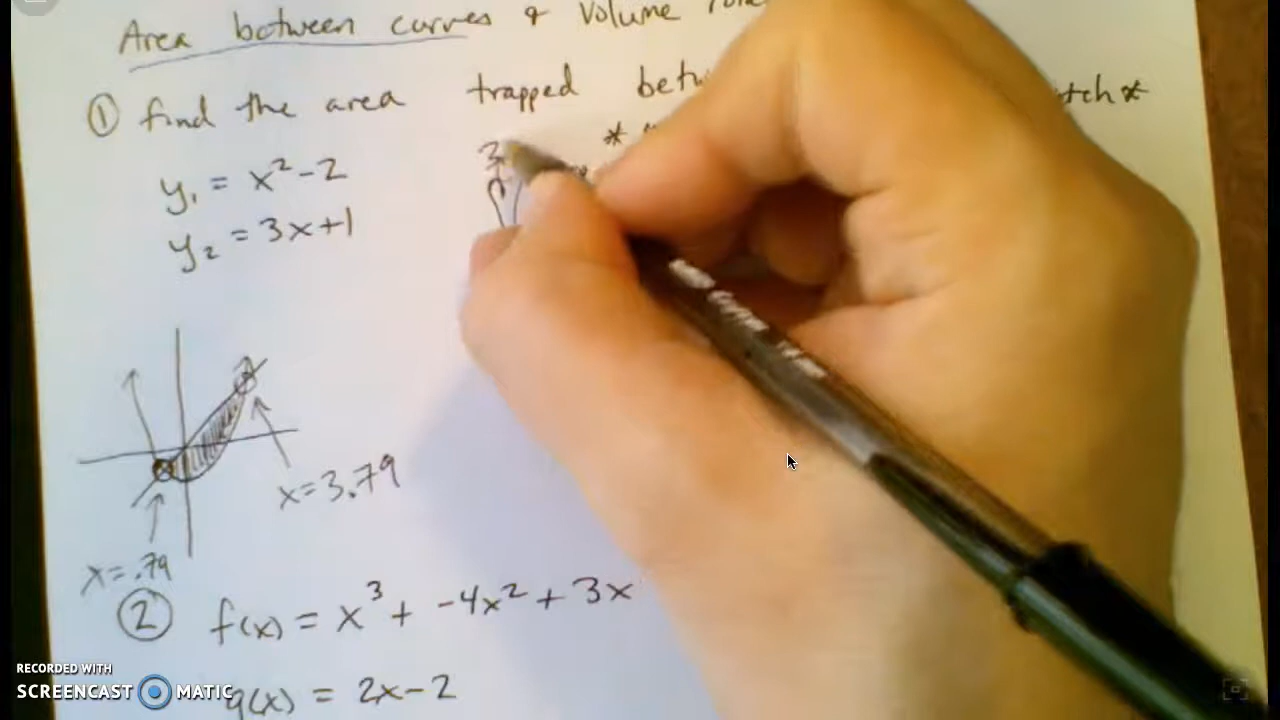 Area between curves & Volume
① find the area trapped
y₁ = x² - 2
y₂ = 3x+1
3
x = 3.79
x = .79
② f(x) = x³ + -4x² + 3x
g(x) = 2x-2
RECORDED WITH
SCREENCAST MATIC